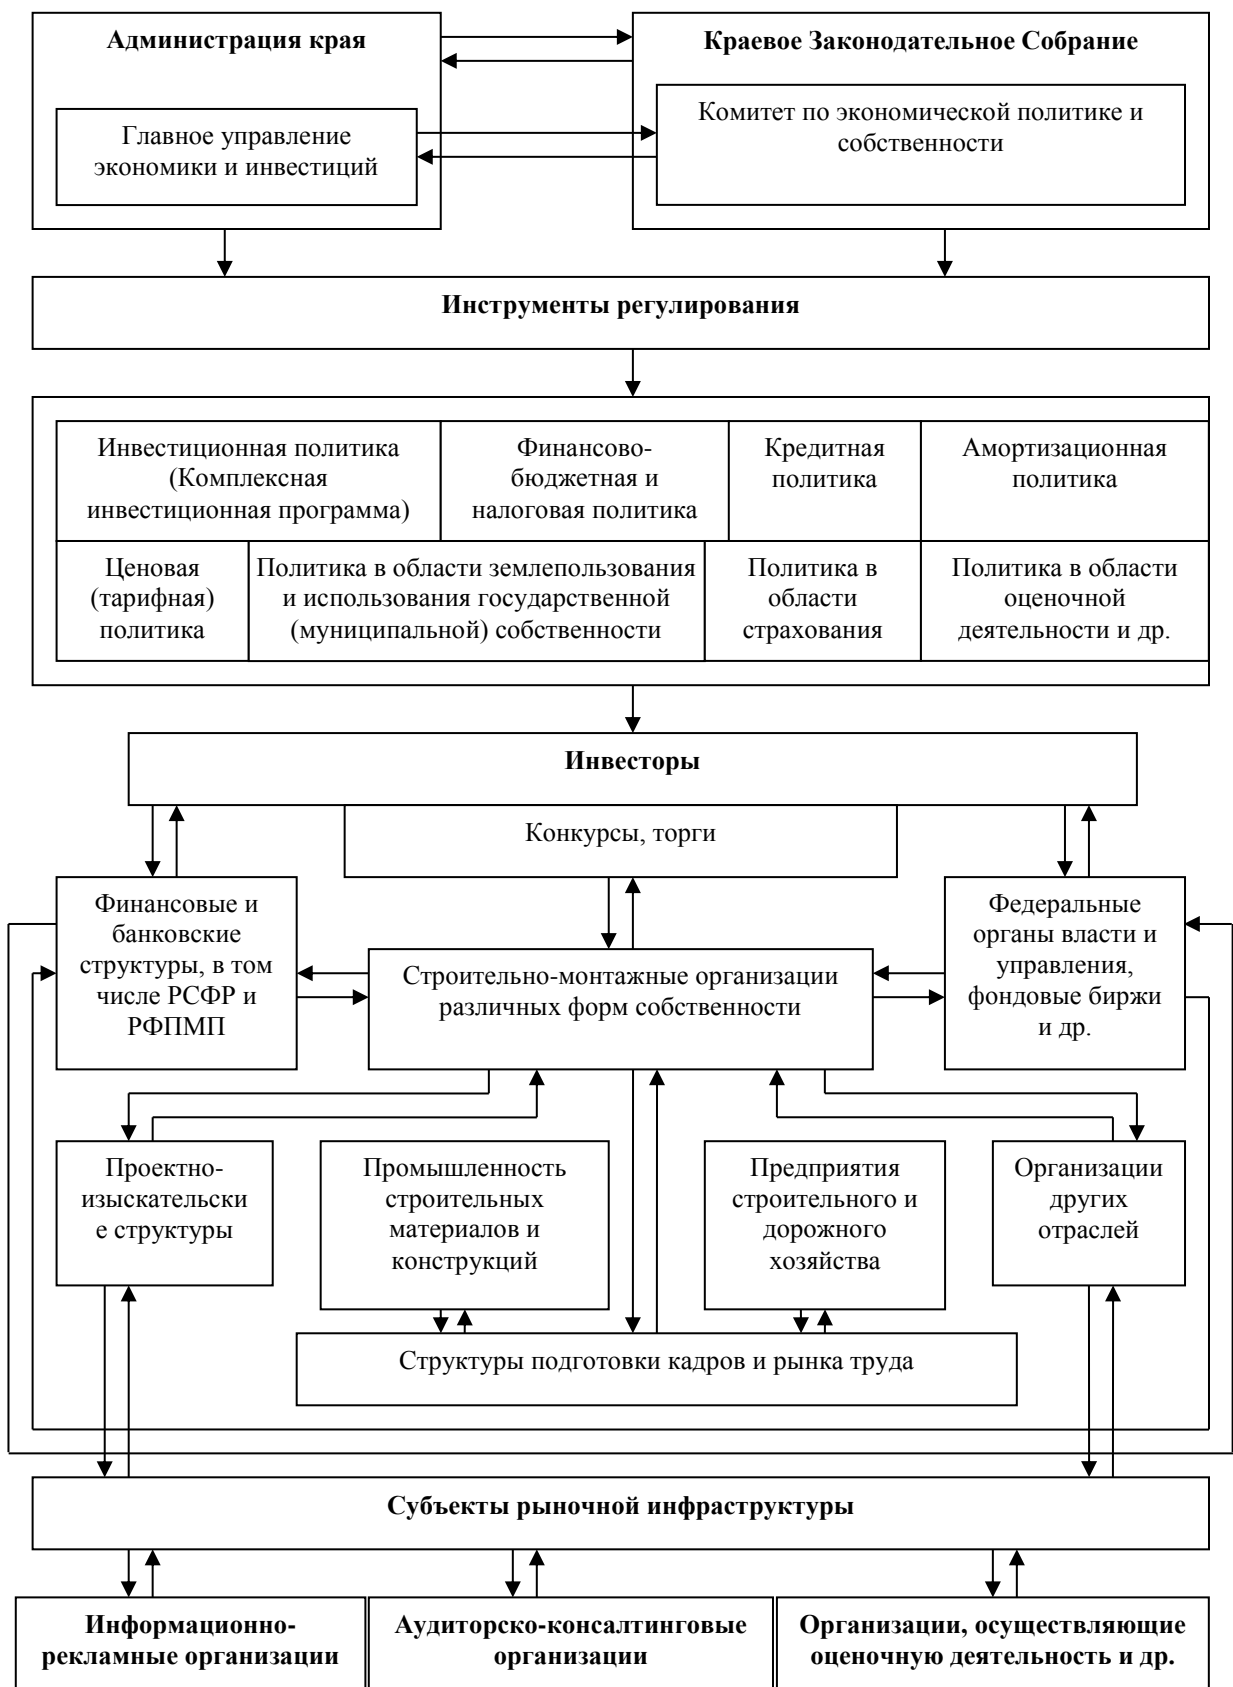 Администрация края
Краевое Законодательное Собрание
Главное управление
экономики и инвестиций
Комитет по экономической политике и
собственности
Инструменты регулирования
Инвестиционная политика
(Комплексная
инвестиционная программа)
Финансово-
бюджетная и
налоговая политика
Кредитная
политика
Амортизационная
политика
Ценовая
(тарифная)
политика
Политика в области землепользования
и использования государственной
(муниципальной) собственности
Политика в
области
страхования
Политика в области
оценочной
деятельности и др.
Инвесторы
Конкурсы, торги
Финансовые и
банковские
структуры, в том
числе РСФР и
РФПМП
Строительно-монтажные организации
различных форм собственности
Федеральные
органы власти и
управления,
фондовые биржи
и др.
Проектно-
изыскательски
е структуры
Промышленность
строительных
материалов и
конструкций
Предприятия
строительного и
дорожного
хозяйства
Организации
других
отраслей
Структуры подготовки кадров и рынка труда
Субъекты рыночной инфраструктуры
Информационно-
рекламные организации
Аудиторско-консалтинговые
организации
Организации, осуществляющие
оценочную деятельность и др.